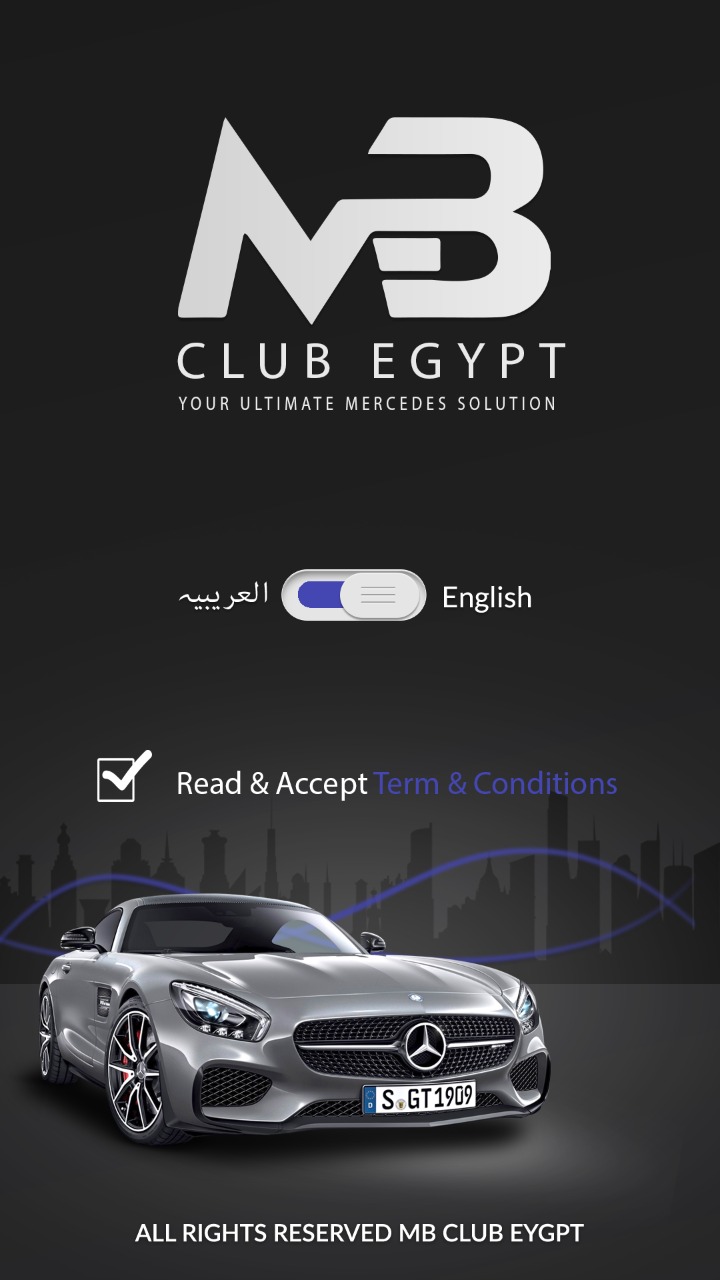 MB
CLUB EGYPT
YOUR ULTIMATE MERCEDES SOLUTION
العريبيہ English
Read & Accept Term & Conditions
S GT 1909
D
ALL RIGHTS RESERVED MB CLUB EYGPT